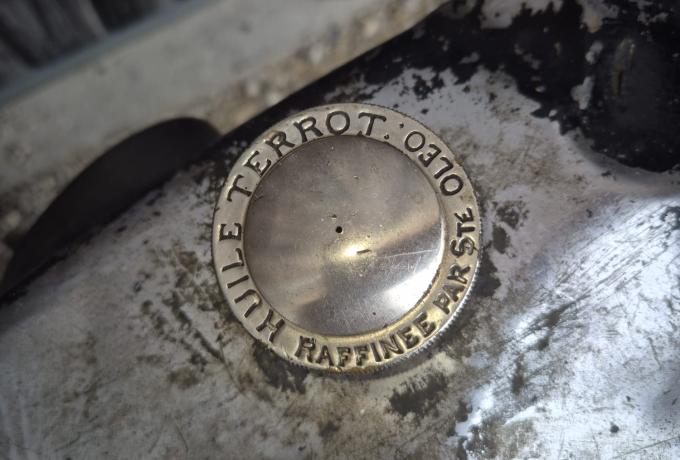 HUILE TERROT. OLEO.
RAFFINEE PAR STE